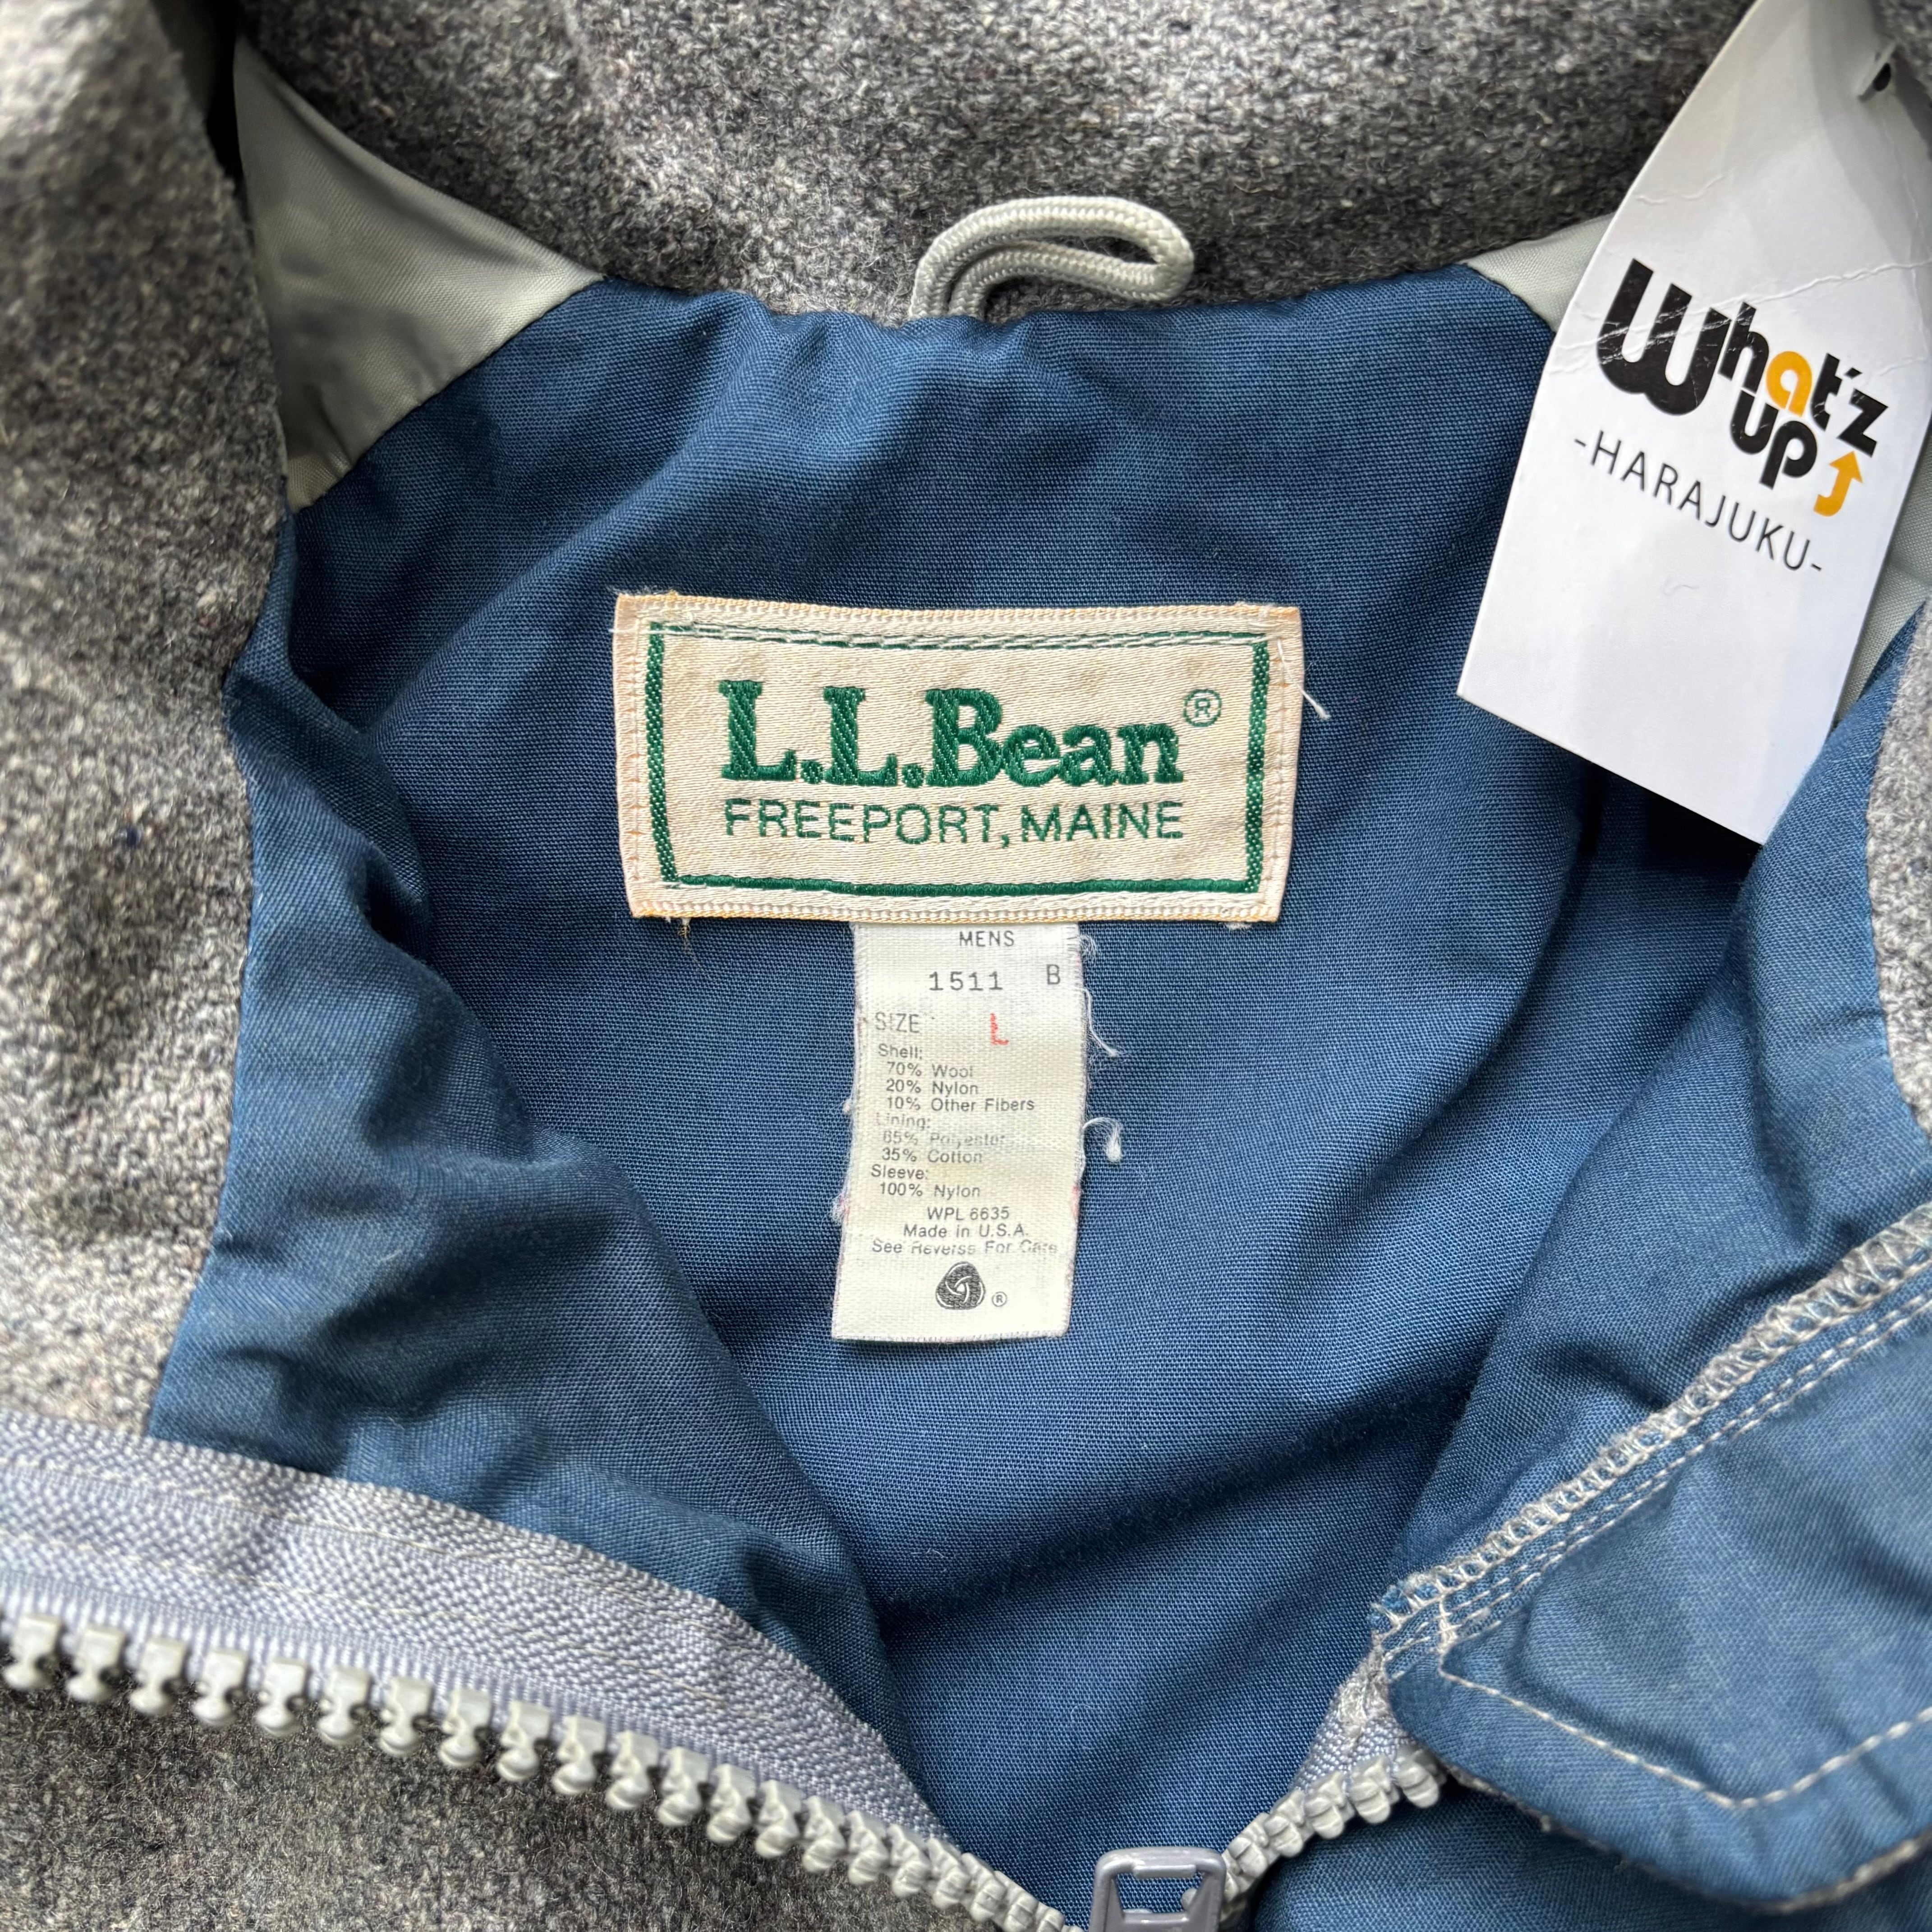 What'z
up
-HARAJUKU-
L.L.Bean®
FREEPORT, MAINE
MENS
1511 B
SIZE L
Shell:
70% Wool
20% Nylon
10% Other Fibers
Lining:
65% Polyester
35% Cotton
Sleeve:
100% Nylon
WPL 6635
Made in U.S.A.
See Reverse For Care
®